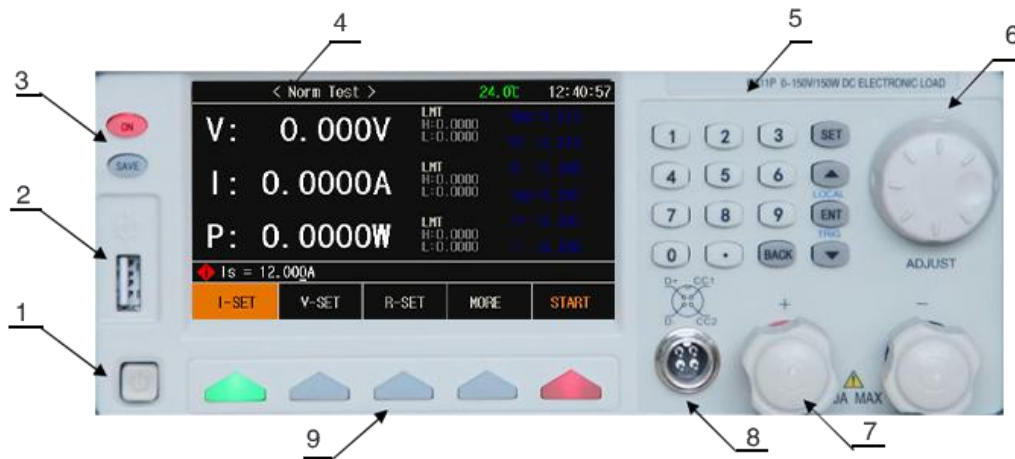 4
5
6
3
2
1
9
8
7
< Norm Test > 24.0℃ 12:40:57
V: 0.000V
LMT
H:0.0000
L:0.0000
I: 0.0000A
LMT
H:0.0000
L:0.0000
P: 0.0000W
LMT
H:0.0000
L:0.0000
Is = 12.000A
I-SET V-SET R-SET MORE START
ON
SAVE
11P 0-150V/150W DC ELECTRONIC LOAD
1 2 3 SET
4 5 6
LOCAL
7 8 9 ENT
TRIG
0 . BACK
ADJUST
D+ CC1
D- CC2
+ −
0A MAX